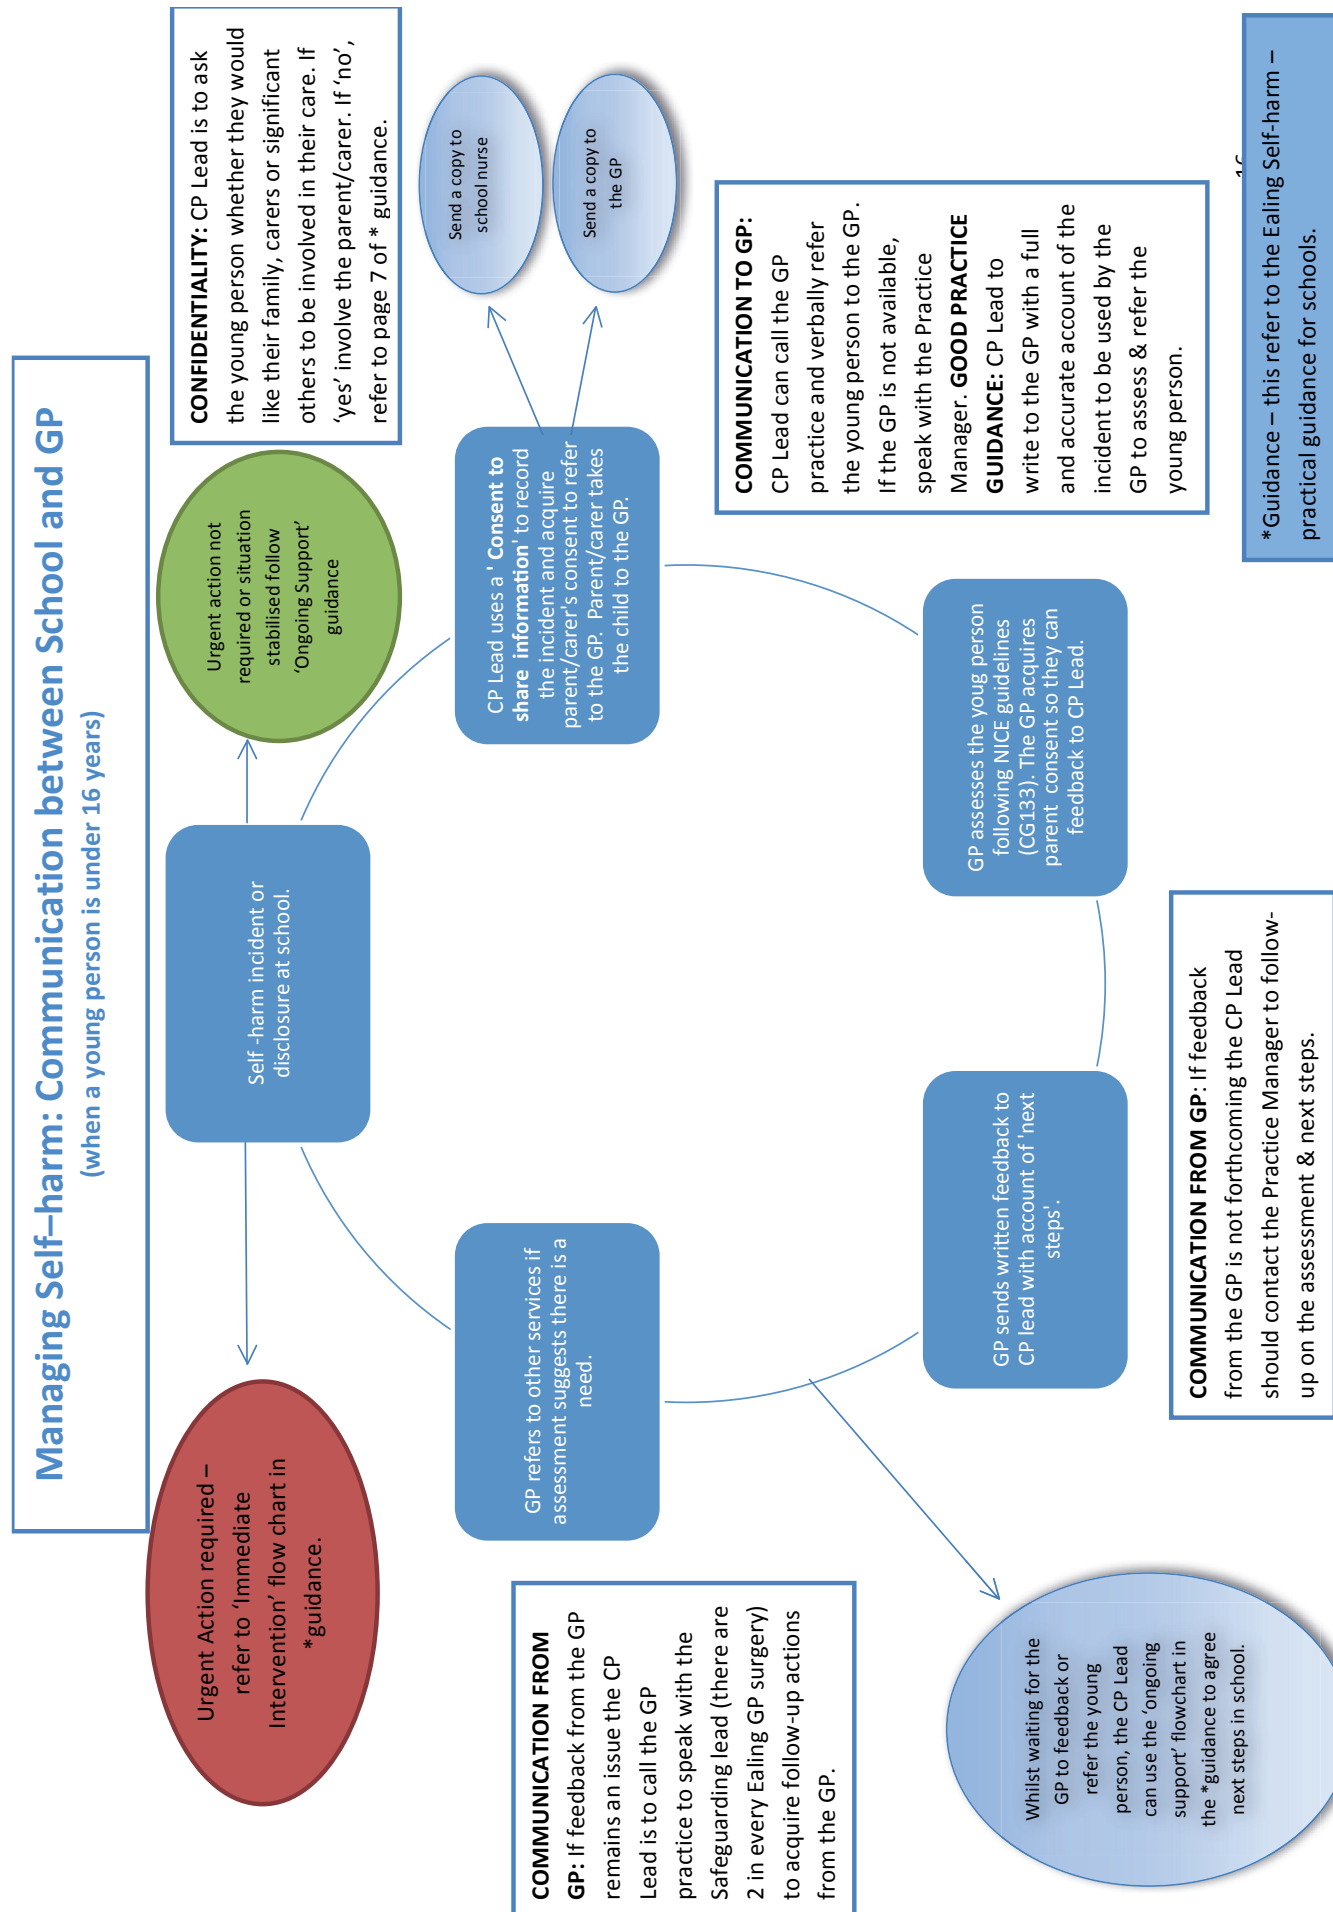 Managing Self–harm: Communication between School and GP
(when a young person is under 16 years)
Urgent Action required –
refer to ‘Immediate
Intervention’ flow chart in
*guidance.
Self -harm incident or
disclosure at school.
Urgent action not
required or situation
stabilised follow
‘Ongoing Support’
guidance
CONFIDENTIALITY: CP Lead is to ask
the young person whether they would
like their family, carers or significant
others to be involved in their care. If
‘yes’ involve the parent/carer. If ‘no’,
refer to page 7 of * guidance.
CP Lead uses a ' Consent to
share information' to record
the incident and acquire
parent/carer's consent to refer
to the GP. Parent/carer takes
the child to the GP.
Send a copy to
school nurse
Send a copy to
the GP
COMMUNICATION TO GP:
CP Lead can call the GP
practice and verbally refer
the young person to the GP.
If the GP is not available,
speak with the Practice
Manager. GOOD PRACTICE
GUIDANCE: CP Lead to
write to the GP with a full
and accurate account of the
incident to be used by the
GP to assess & refer the
young person.
GP assesses the youg person
following NICE guidelines
(CG133). The GP acquires
parent consent so they can
feedback to CP Lead.
COMMUNICATION FROM GP: If feedback
from the GP is not forthcoming the CP Lead
should contact the Practice Manager to follow-
up on the assessment & next steps.
GP sends written feedback to
CP lead with account of 'next
steps'.
GP refers to other services if
assessment suggests there is a
need.
COMMUNICATION FROM
GP: If feedback from the GP
remains an issue the CP
Lead is to call the GP
practice to speak with the
Safeguarding lead (there are
2 in every Ealing GP surgery)
to acquire follow-up actions
from the GP.
Whilst waiting for the
GP to feedback or
refer the young
person, the CP Lead
can use the ‘ongoing
support’ flowchart in
the *guidance to agree
next steps in school.
*Guidance – this refer to the Ealing Self-harm –
practical guidance for schools.